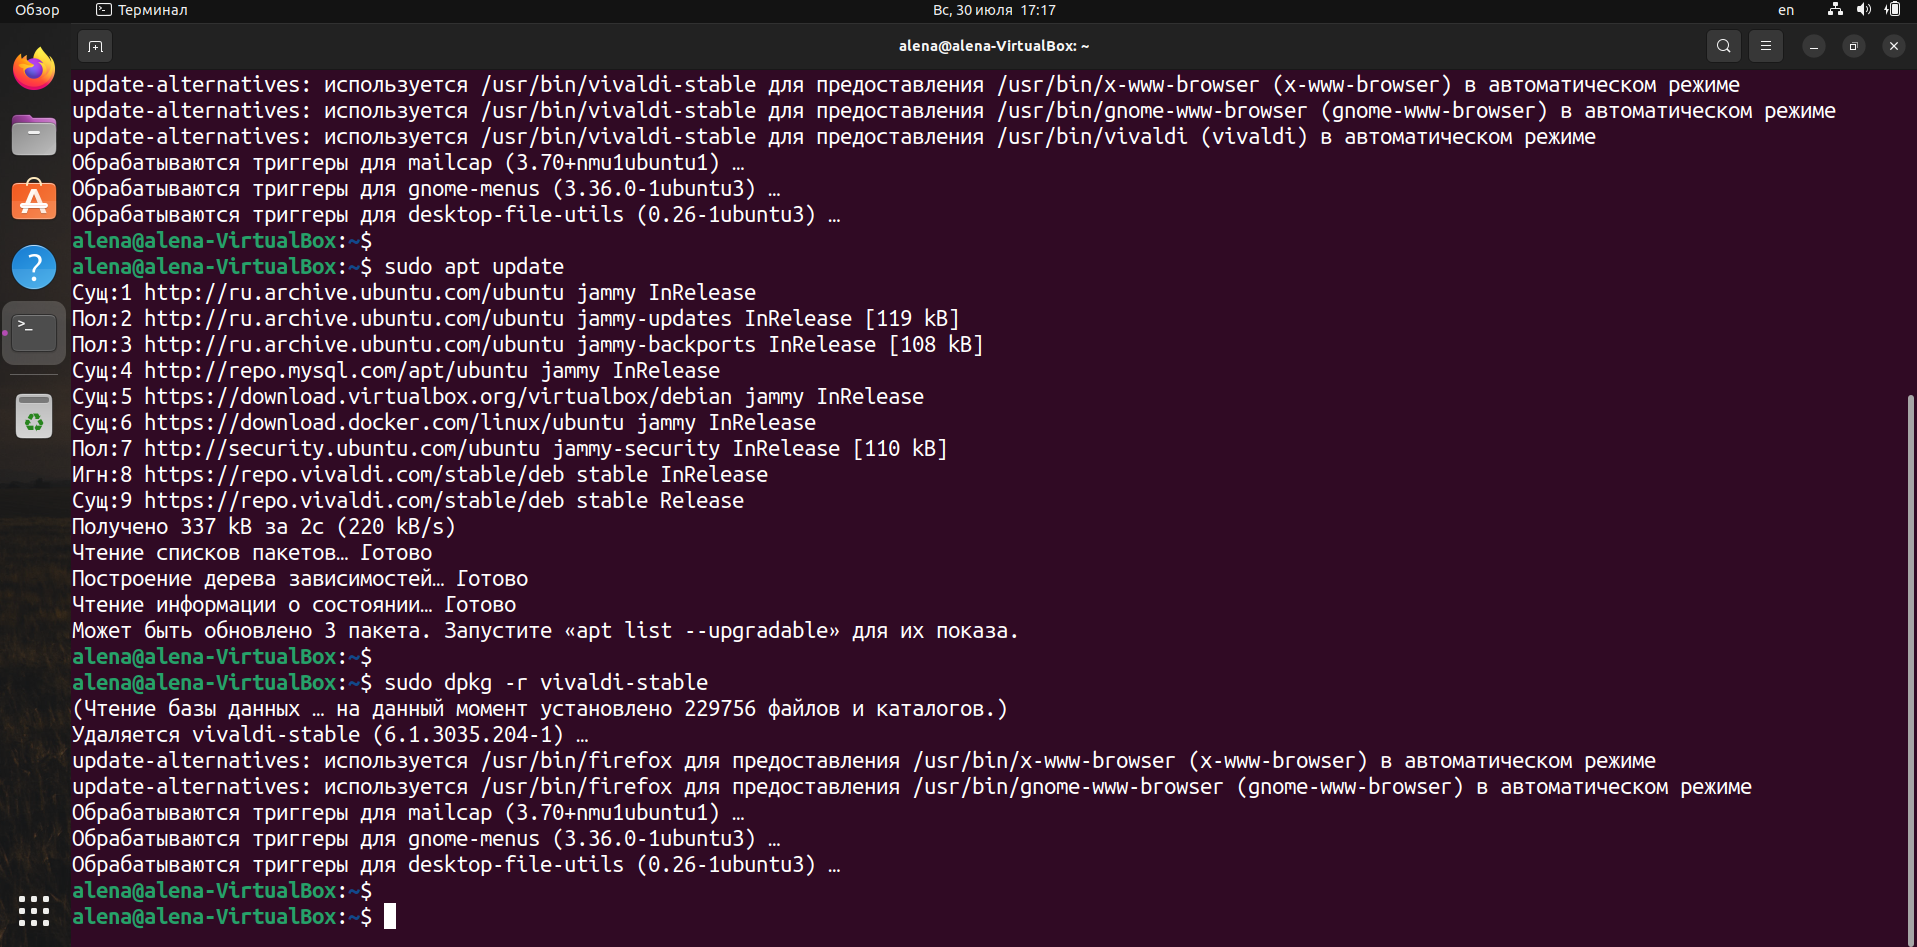 Обзор
Терминал
Вс, 30 июля 17:17
en
alena@alena-VirtualBox: ~
update-alternatives: используется /usr/bin/vivaldi-stable для предоставления /usr/bin/x-www-browser (x-www-browser) в автоматическом режиме
update-alternatives: используется /usr/bin/vivaldi-stable для предоставления /usr/bin/gnome-www-browser (gnome-www-browser) в автоматическом режиме
update-alternatives: используется /usr/bin/vivaldi-stable для предоставления /usr/bin/vivaldi (vivaldi) в автоматическом режиме
Обрабатываются триггеры для mailcap (3.70+nmu1ubuntu1) …
Обрабатываются триггеры для gnome-menus (3.36.0-1ubuntu3) …
Обрабатываются триггеры для desktop-file-utils (0.26-1ubuntu3) …
alena@alena-VirtualBox:~$
alena@alena-VirtualBox:~$ sudo apt update
Сущ:1 http://ru.archive.ubuntu.com/ubuntu jammy InRelease
Пол:2 http://ru.archive.ubuntu.com/ubuntu jammy-updates InRelease [119 kB]
Пол:3 http://ru.archive.ubuntu.com/ubuntu jammy-backports InRelease [108 kB]
Сущ:4 http://repo.mysql.com/apt/ubuntu jammy InRelease
Сущ:5 https://download.virtualbox.org/virtualbox/debian jammy InRelease
Сущ:6 https://download.docker.com/linux/ubuntu jammy InRelease
Пол:7 http://security.ubuntu.com/ubuntu jammy-security InRelease [110 kB]
Игн:8 https://repo.vivaldi.com/stable/deb stable InRelease
Сущ:9 https://repo.vivaldi.com/stable/deb stable Release
Получено 337 kB за 2с (220 kB/s)
Чтение списков пакетов… Готово
Построение дерева зависимостей… Готово
Чтение информации о состоянии… Готово
Может быть обновлено 3 пакета. Запустите «apt list --upgradable» для их показа.
alena@alena-VirtualBox:~$
alena@alena-VirtualBox:~$ sudo dpkg -r vivaldi-stable
(Чтение базы данных … на данный момент установлено 229756 файлов и каталогов.)
Удаляется vivaldi-stable (6.1.3035.204-1) …
update-alternatives: используется /usr/bin/firefox для предоставления /usr/bin/x-www-browser (x-www-browser) в автоматическом режиме
update-alternatives: используется /usr/bin/firefox для предоставления /usr/bin/gnome-www-browser (gnome-www-browser) в автоматическом режиме
Обрабатываются триггеры для mailcap (3.70+nmu1ubuntu1) …
Обрабатываются триггеры для gnome-menus (3.36.0-1ubuntu3) …
Обрабатываются триггеры для desktop-file-utils (0.26-1ubuntu3) …
alena@alena-VirtualBox:~$
alena@alena-VirtualBox:~$